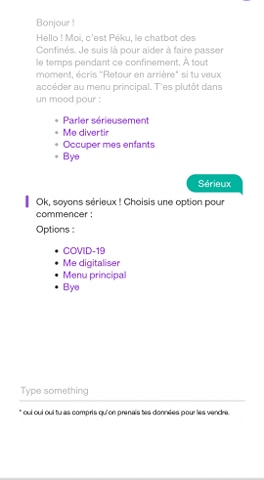 Bonjour !
Hello ! Moi, c'est Péku, le chatbot des
Confinés. Je suis là pour aider à faire passer
le temps pendant ce confinement. À tout
moment, écris "Retour en arrière" si tu veux
accéder au menu principal. T'es plutôt dans
un mood pour :
Parler sérieusement
Me divertir
Occuper mes enfants
Bye
Sérieux
Ok, soyons sérieux ! Choisis une option pour
commencer :
Options :
COVID-19
Me digitaliser
Menu principal
Bye
Type something
* oui oui oui tu as compris qu'on prenais tes données pour les vendre.